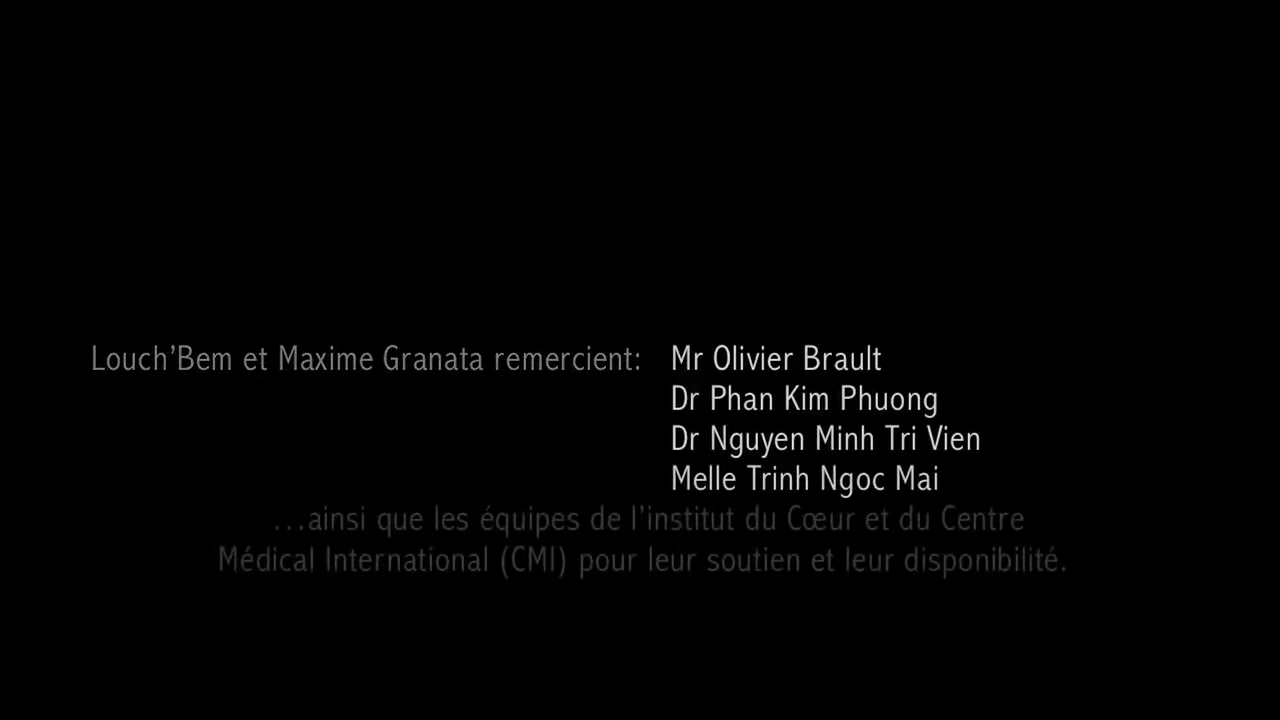 Louch'Bem et Maxime Granata remercient: Mr Olivier Brault
Dr Phan Kim Phuong
Dr Nguyen Minh Tri Vien
Melle Trinh Ngoc Mai
...ainsi que les équipes de l'institut du Cœur et du Centre
Médical International (CMI) pour leur soutien et leur disponibilité.